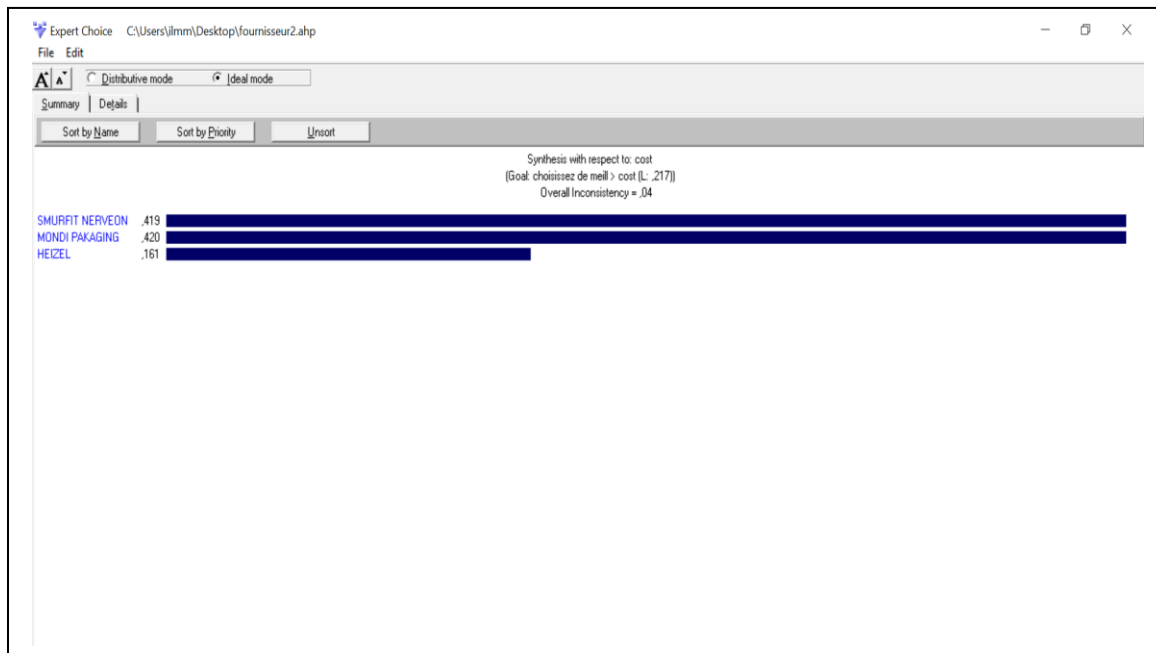 Expert Choice C:\Users\ilmm\Desktop\fournisseur2.ahp
File Edit
A A Distributive mode Ideal mode
Summary Details
Sort by Name Sort by Priority Unsort
Synthesis with respect to: cost
(Goal: choisissez de meill > cost (L: ,217))
Overall Inconsistency = ,04
SMURFIT NERVEON ,419
MONDI PAKAGING ,420
HEIZEL ,161